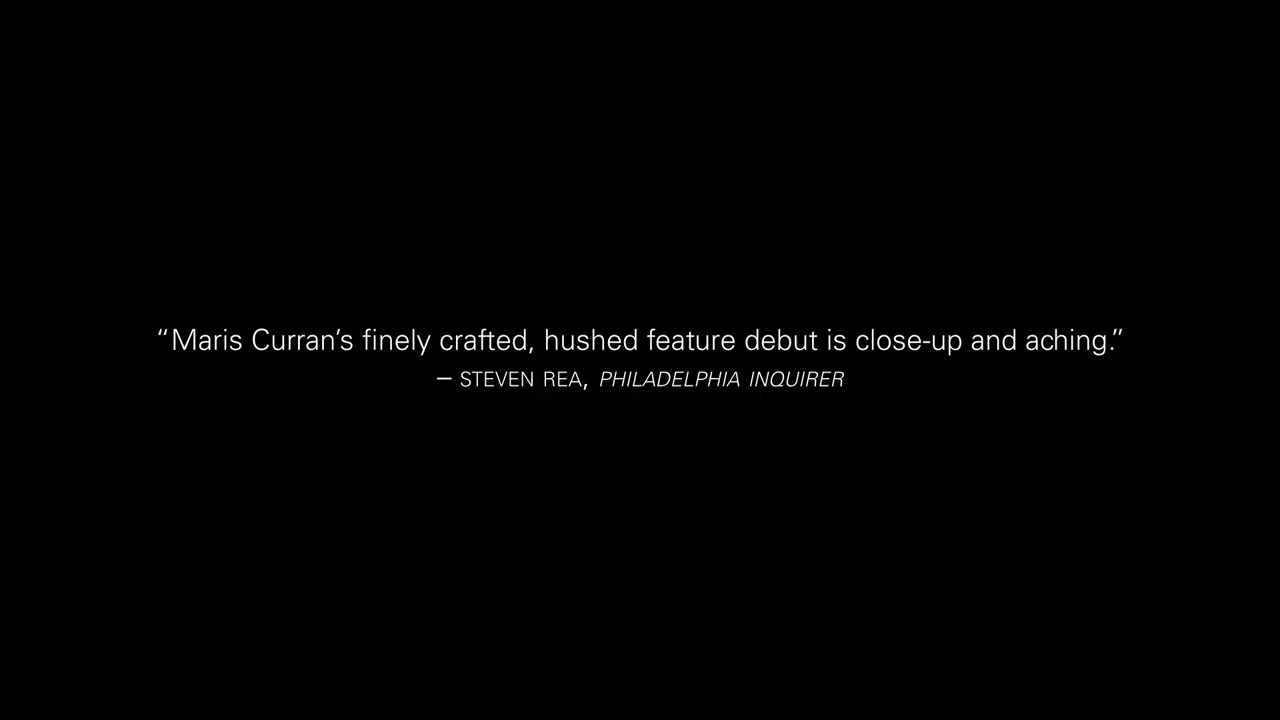 “Maris Curran’s finely crafted, hushed feature debut is close-up and aching.”
– STEVEN REA, PHILADELPHIA INQUIRER